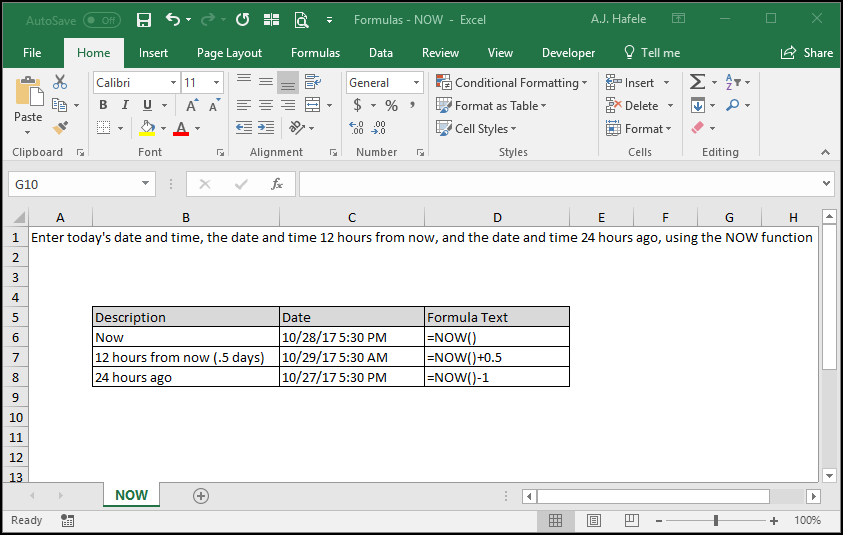 AutoSave Off Formulas - NOW - Excel A.J. Hafele
File Home Insert Page Layout Formulas Data Review View Developer Tell me Share
Calibri 11 General Conditional Formatting Insert
Paste B I U A A $ % , Format as Table Delete
A .00 .0 Cell Styles Format
Clipboard Font Alignment Number Styles Cells Editing
G10 fx
A B C D E F G H
1 Enter today's date and time, the date and time 12 hours from now, and the date and time 24 hours ago, using the NOW function
2
3
4
5 Description Date Formula Text
6 Now 10/28/17 5:30 PM =NOW()
7 12 hours from now (.5 days) 10/29/17 5:30 AM =NOW()+0.5
8 24 hours ago 10/27/17 5:30 PM =NOW()-1
9
10
11
12
13
NOW
Ready 100%